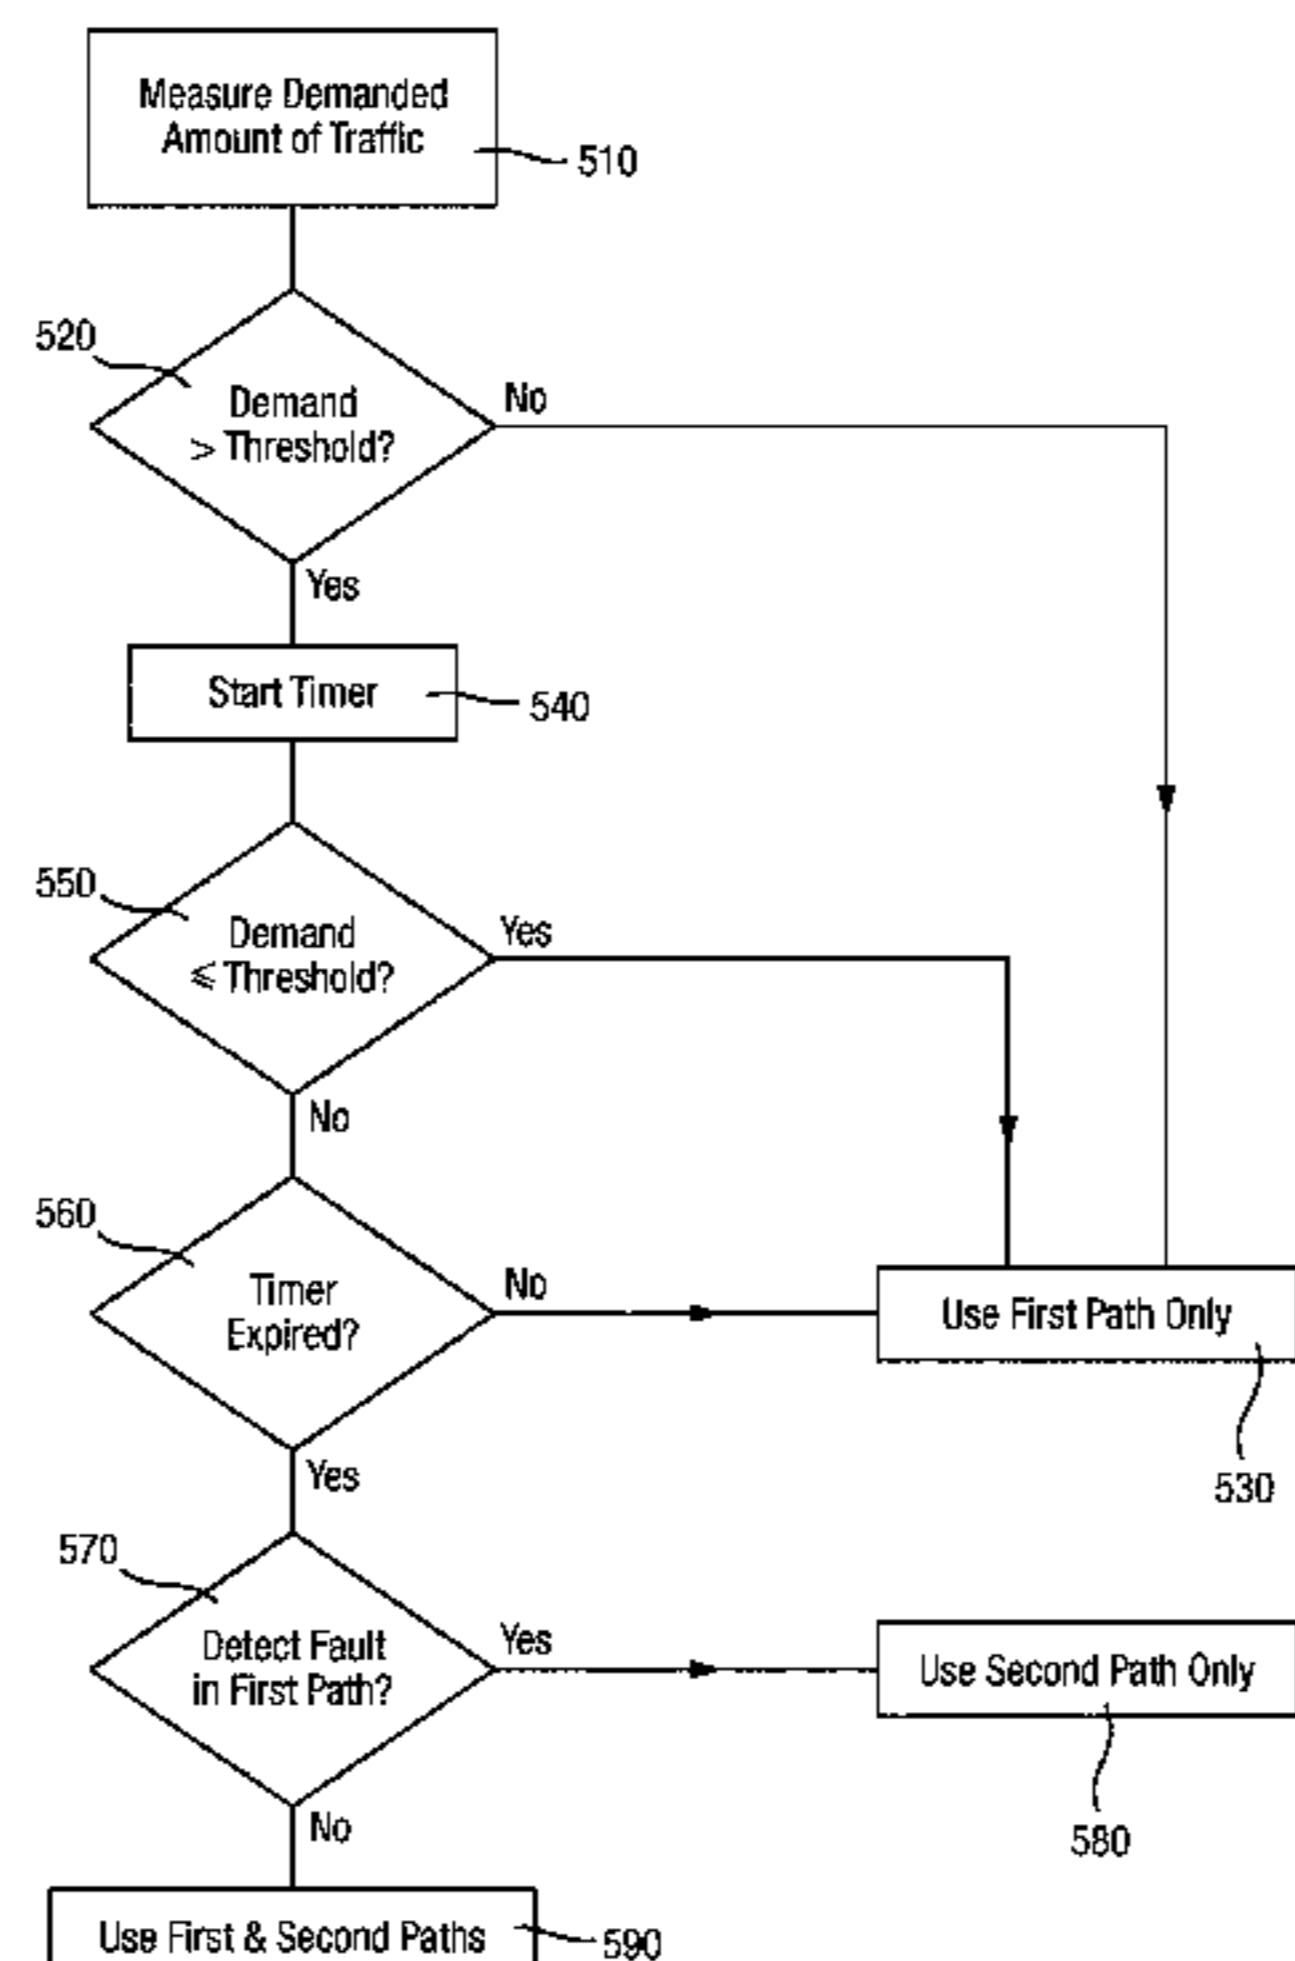 Measure Demanded
Amount of Traffic
510
520
Demand
> Threshold?
No
Yes
Start Timer
540
550
Demand
⩽ Threshold?
Yes
No
560
Timer
Expired?
No
Use First Path Only
530
Yes
570
Detect Fault
in First Path?
Yes
Use Second Path Only
580
No
Use First & Second Paths
590